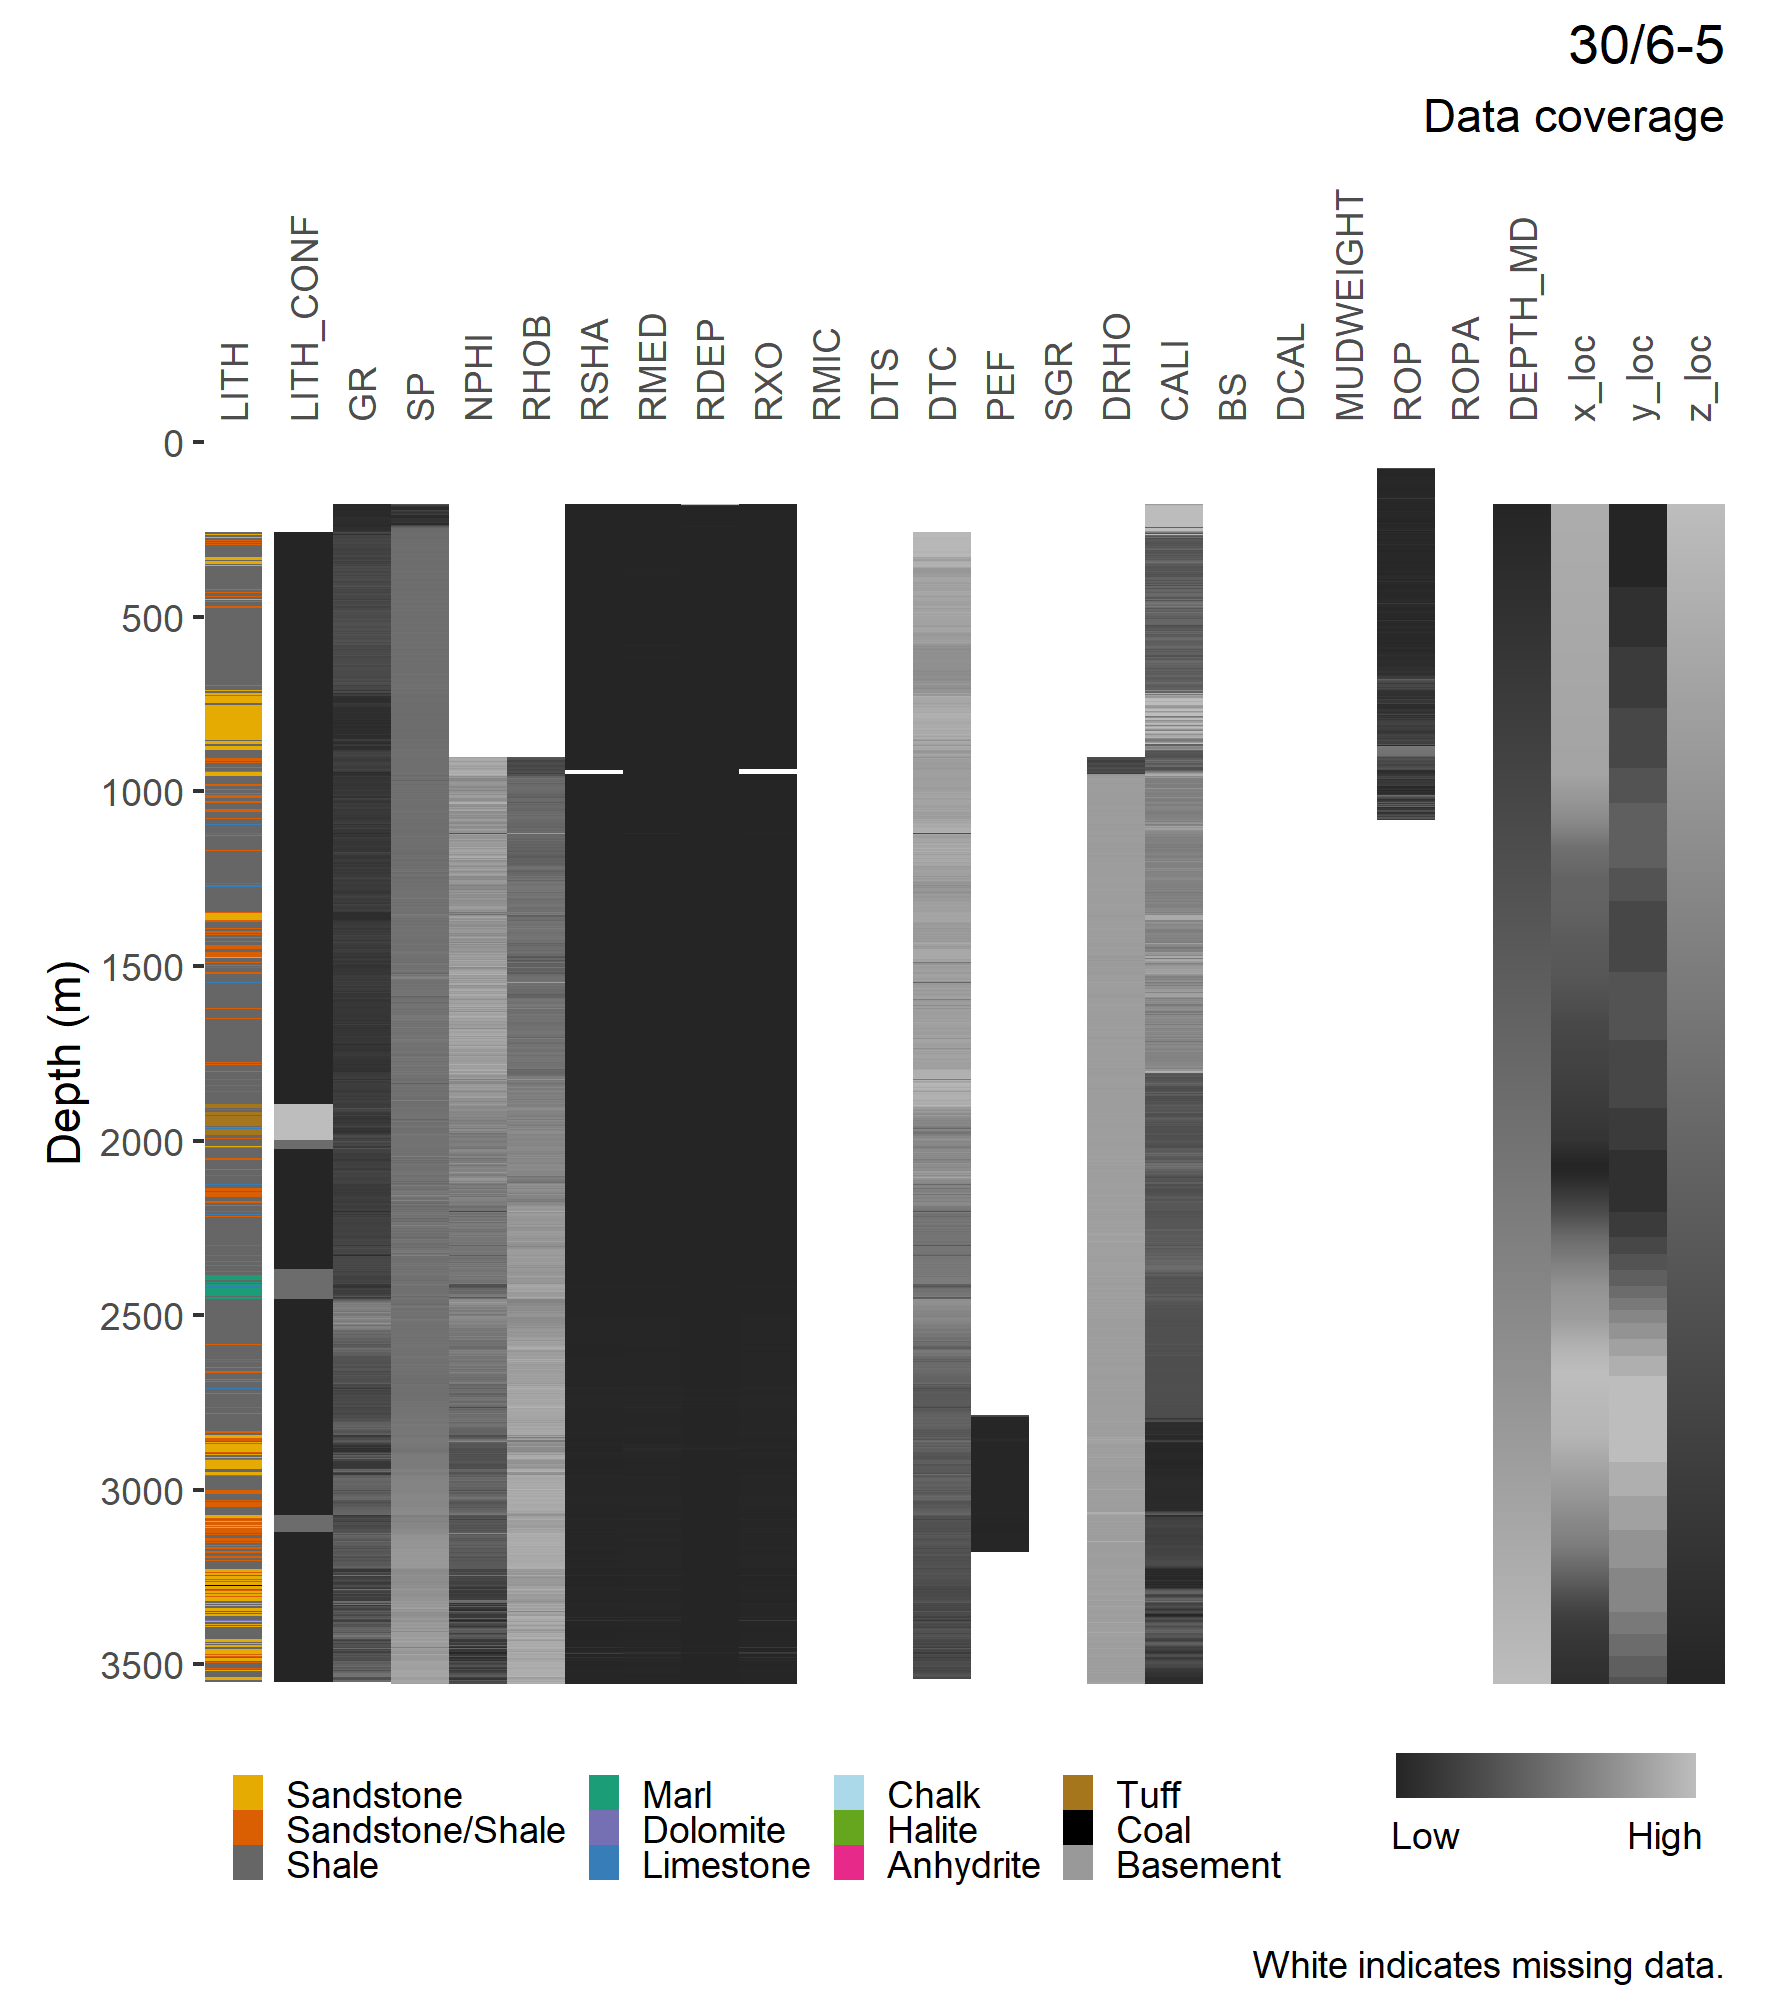 30/6-5
Data coverage
LITH
LITH_CONF
GR
SP
NPHI
RHOB
RSHA
RMED
RDEP
RXO
RMIC
DTS
DTC
PEF
SGR
DRHO
CALI
BS
DCAL
MUDWEIGHT
ROP
ROPA
DEPTH_MD
x_loc
y_loc
z_loc
Depth (m)
0
500
1000
1500
2000
2500
3000
3500
Sandstone
Sandstone/Shale
Shale
Marl
Dolomite
Limestone
Chalk
Halite
Anhydrite
Tuff
Coal
Basement
Low High
White indicates missing data.